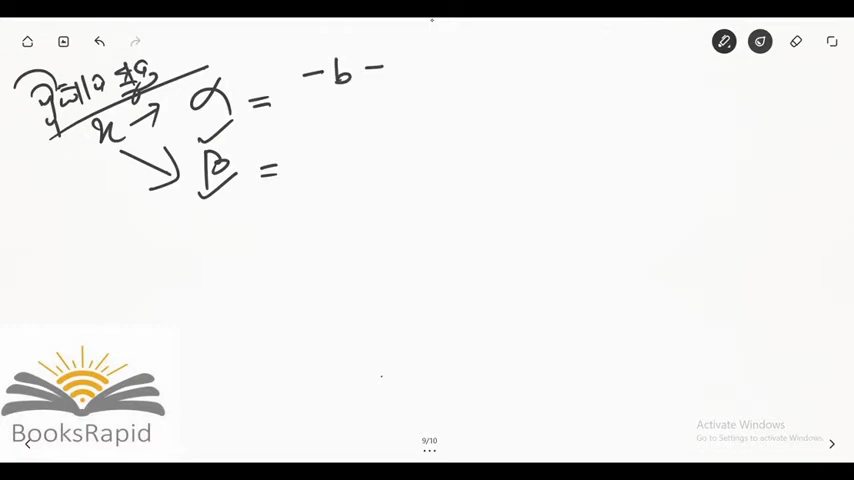 x → α = - b -
β =
BooksRapid
9/10
Activate Windows
Go to Settings to activate Windows.